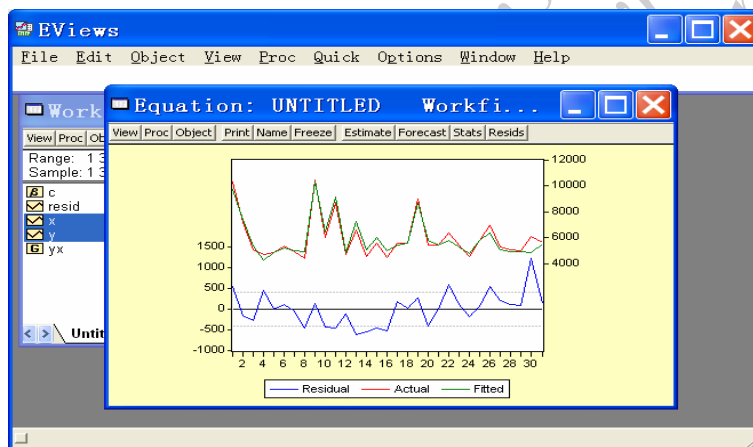 EViews
File Edit Object View Proc Quick Options Window Help
Work
View Proc Ob
Range: 1 3
Sample: 1 3
c
resid
x
y
yx
Untit
Equation: UNTITLED Workfi...
View Proc Object Print Name Freeze Estimate Forecast Stats Resids
12000
10000
8000
6000
4000
1500
1000
500
0
-500
-1000
2 4 6 8 10 12 14 16 18 20 22 24 26 28 30
Residual Actual Fitted